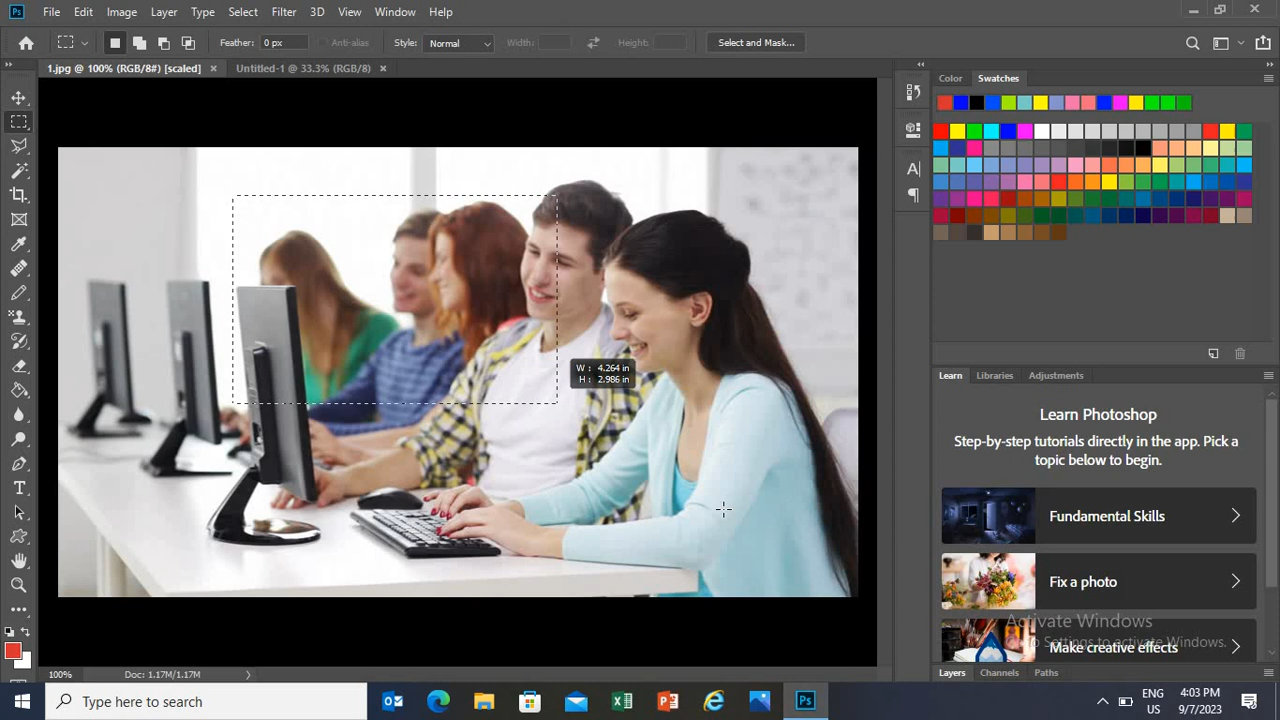 Ps File Edit Image Layer Type Select Filter 3D View Window Help
Feather: 0 px Anti-alias Style: Normal Width: Height: Select and Mask...
1.jpg @ 100% (RGB/8#) [scaled] × Untitled-1 @ 33.3% (RGB/8) ×
Color Swatches
W : 4.264 in
H : 2.986 in
Learn Libraries Adjustments
Learn Photoshop
Step-by-step tutorials directly in the app. Pick a
topic below to begin.
Fundamental Skills
Fix a photo
Activate Windows
Go to Settings to activate Windows.
Make creative effects
Layers Channels Paths
100% Doc: 1.17M/1.17M
Type here to search
ENG
US
4:03 PM
9/7/2023